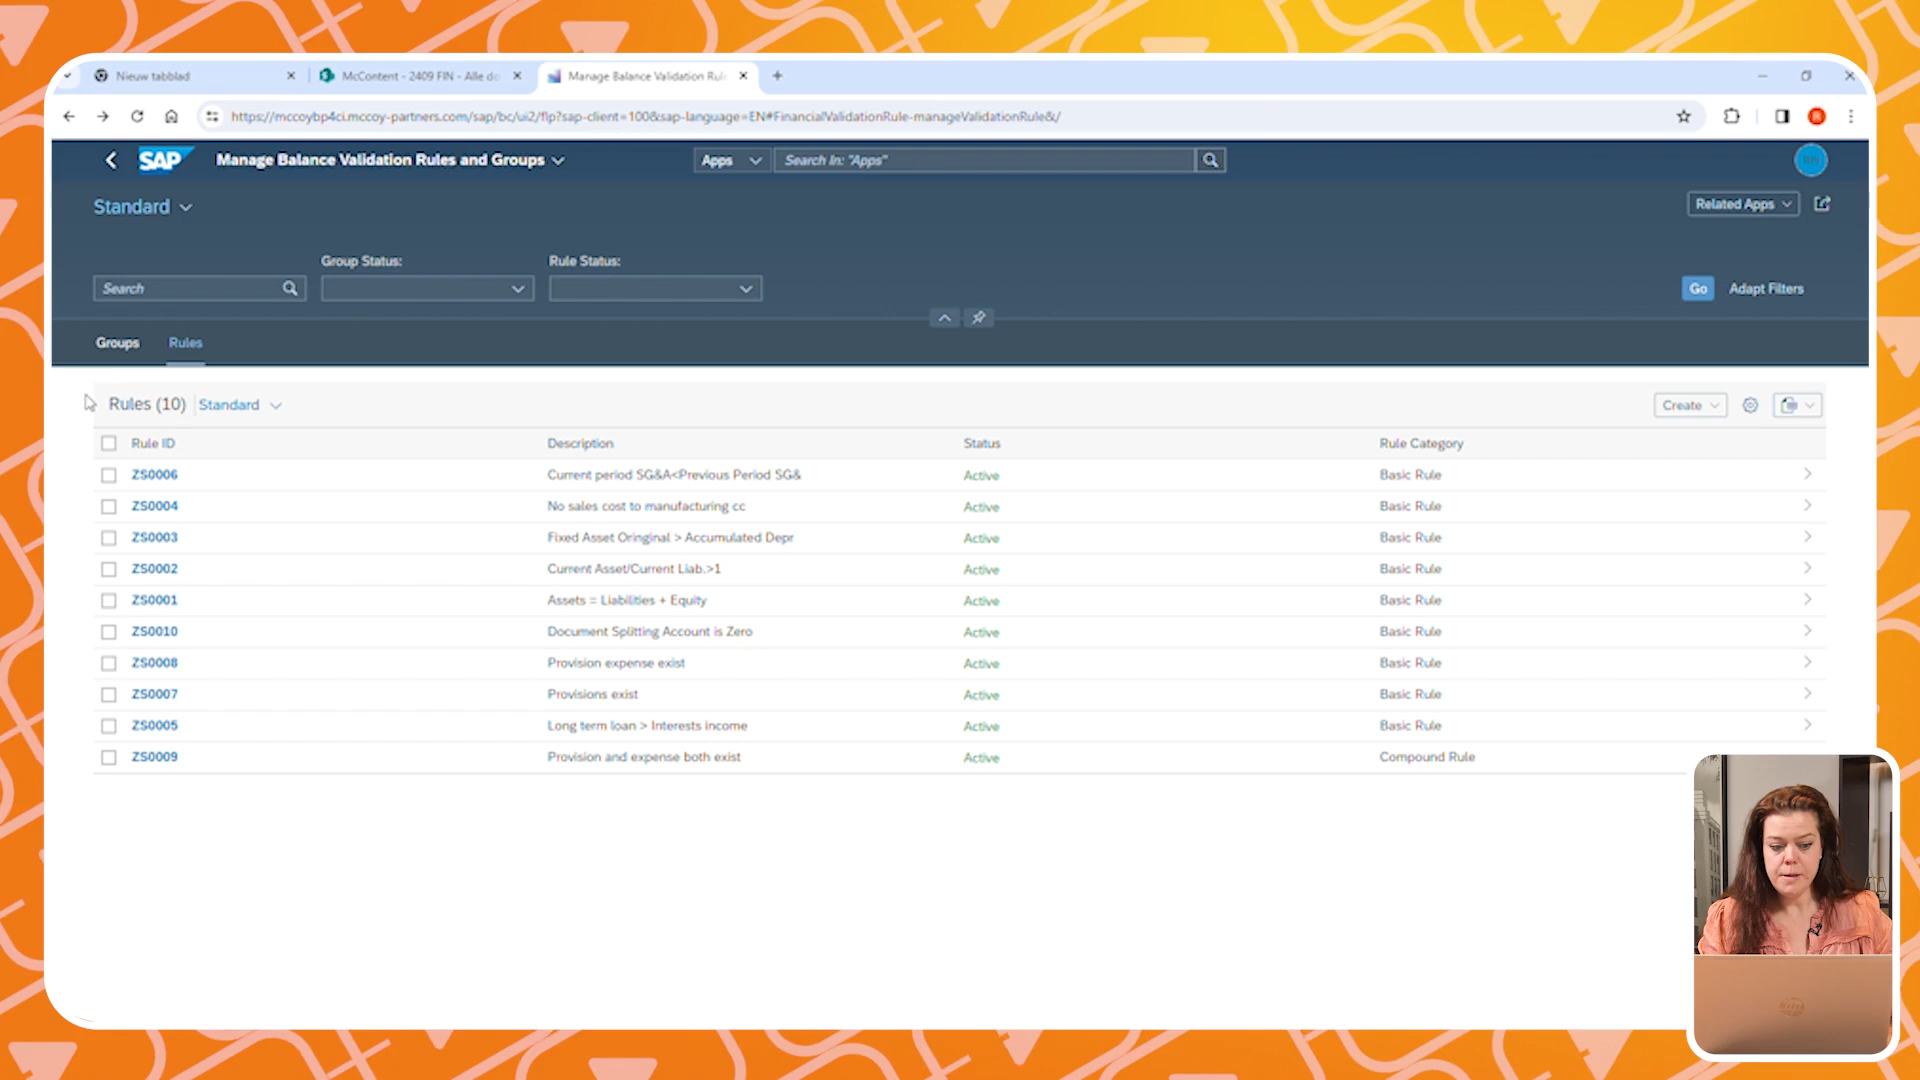 Nieuw tabblad
McContent - 2409 FIN - Alle do
Manage Balance Validation Rul
https://mccoybp4ci.mccoy-partners.com/sap/bc/ui2/flp?sap-client=100&sap-language=EN#FinancialValidationRule-manageValidationRule&/
SAP Manage Balance Validation Rules and Groups
Apps Search In: "Apps"
Standard
Related Apps
Group Status: Rule Status:
Search
Go Adapt Filters
Groups Rules
Rules (10) Standard
Create
Rule ID Description Status Rule Category
ZS0006 Current period SG&A<Previous Period SG& Active Basic Rule
ZS0004 No sales cost to manufacturing cc Active Basic Rule
ZS0003 Fixed Asset Oringinal > Accumulated Depr Active Basic Rule
ZS0002 Current Asset/Current Liab.>1 Active Basic Rule
ZS0001 Assets = Liabilities + Equity Active Basic Rule
ZS0010 Document Splitting Account is Zero Active Basic Rule
ZS0008 Provision expense exist Active Basic Rule
ZS0007 Provisions exist Active Basic Rule
ZS0005 Long term loan > Interests income Active Basic Rule
ZS0009 Provision and expense both exist Active Compound Rule